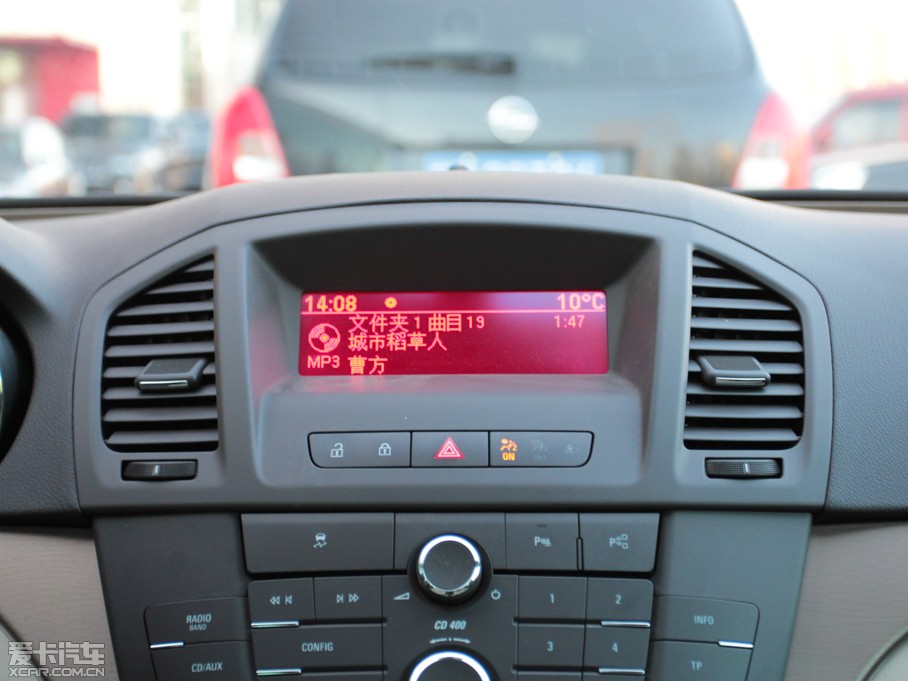 14:08 10°C
文件夹 1 曲目 19 1:47
城市稻草人
MP3 曹方
2
ON
P
P
RADIO
BAND
CD/AUX
CONFIG
CD 400
1
2
3
4
INFO
TP
爱卡汽车
XCAR.COM.CN